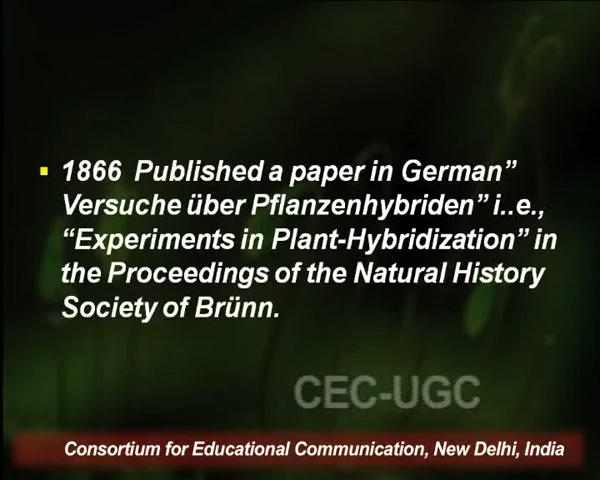 ▪ 1866 Published a paper in German”
Versuche über Pflanzenhybriden” i..e.,
“Experiments in Plant-Hybridization” in
the Proceedings of the Natural History
Society of Brünn.
CEC-UGC
Consortium for Educational Communication, New Delhi, India